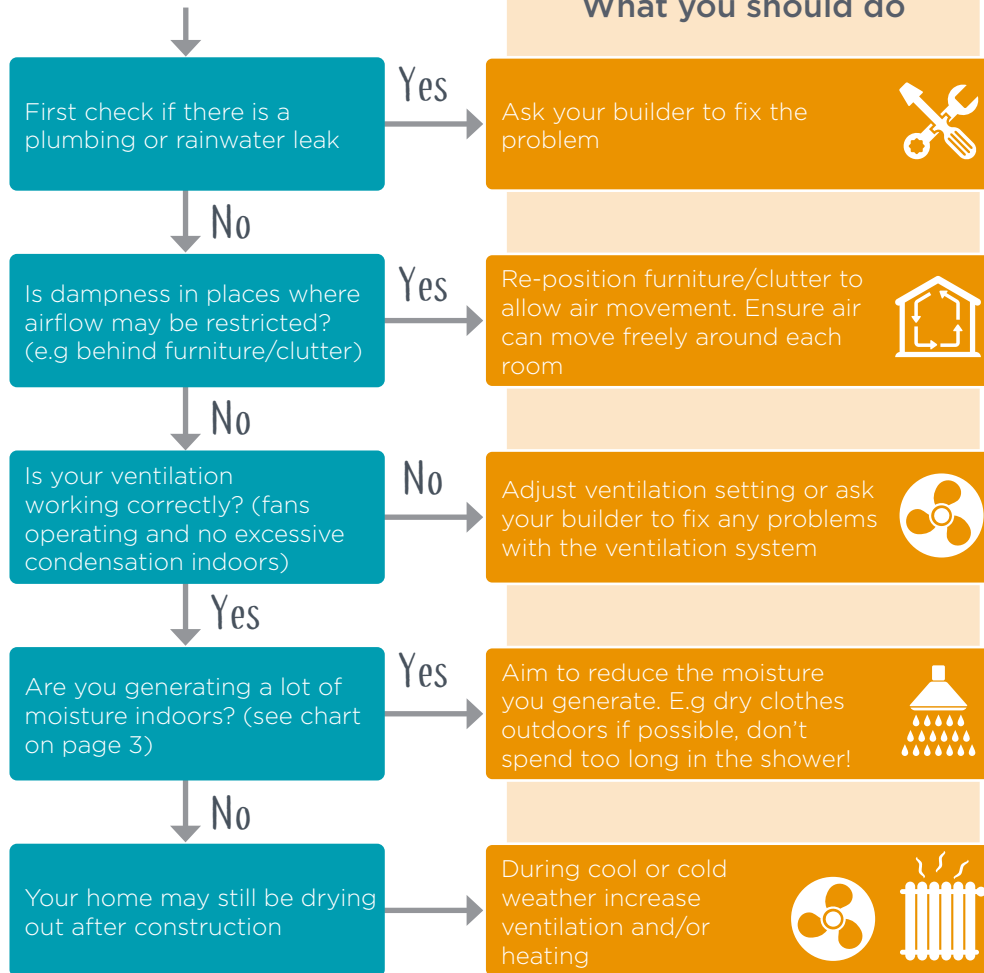 What you should do
First check if there is a
plumbing or rainwater leak
Yes
Ask your builder to fix the
problem
No
Is dampness in places where
airflow may be restricted?
(e.g behind furniture/clutter)
Yes
Re-position furniture/clutter to
allow air movement. Ensure air
can move freely around each
room
No
Is your ventilation
working correctly? (fans
operating and no excessive
condensation indoors)
No
Adjust ventilation setting or ask
your builder to fix any problems
with the ventilation system
Yes
Are you generating a lot of
moisture indoors? (see chart
on page 3)
Yes
Aim to reduce the moisture
you generate. E.g dry clothes
outdoors if possible, don’t
spend too long in the shower!
No
Your home may still be drying
out after construction
During cool or cold
weather increase
ventilation and/or
heating